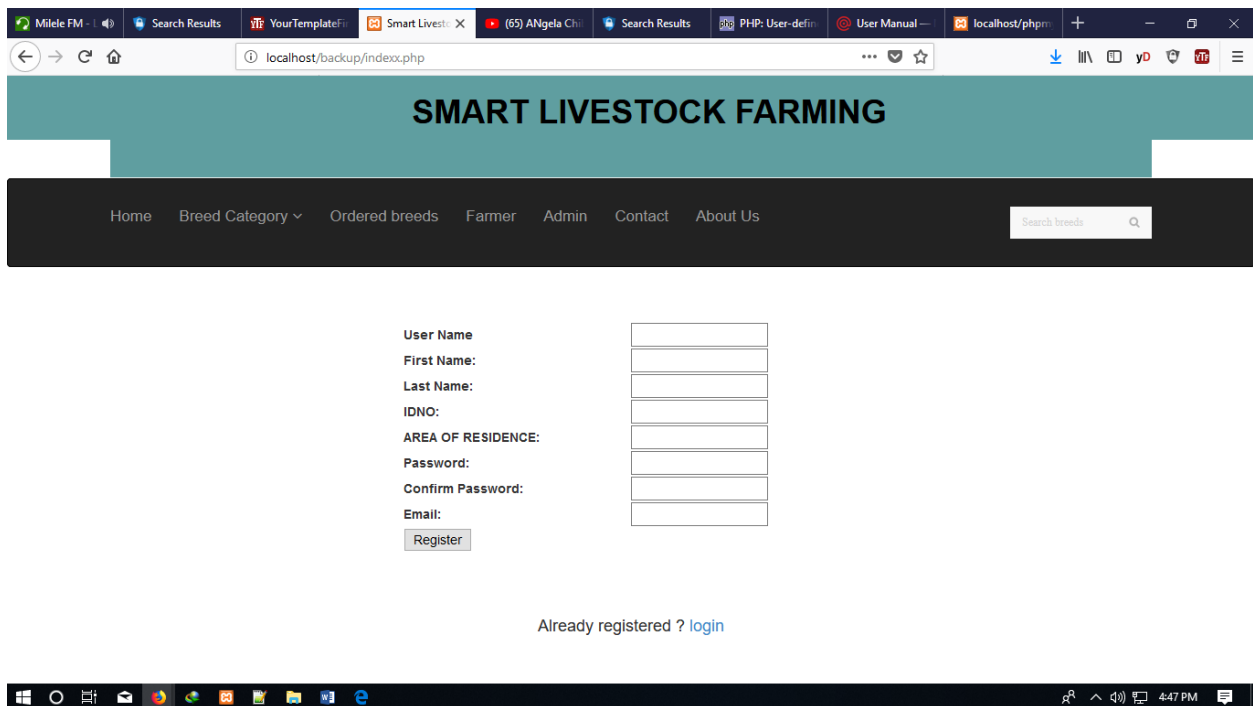 Milele FM - L
Search Results
YourTemplateFi
Smart Livesto
(65) ANgela Chi
Search Results
php PHP: User-defin
User Manual —
localhost/phpm
localhost/backup/indexx.php
yD
YTF
SMART LIVESTOCK FARMING
Home Breed Category Ordered breeds Farmer Admin Contact About Us
Search breeds
User Name
First Name:
Last Name:
IDNO:
AREA OF RESIDENCE:
Password:
Confirm Password:
Email:
Register
Already registered ? login
4:47 PM